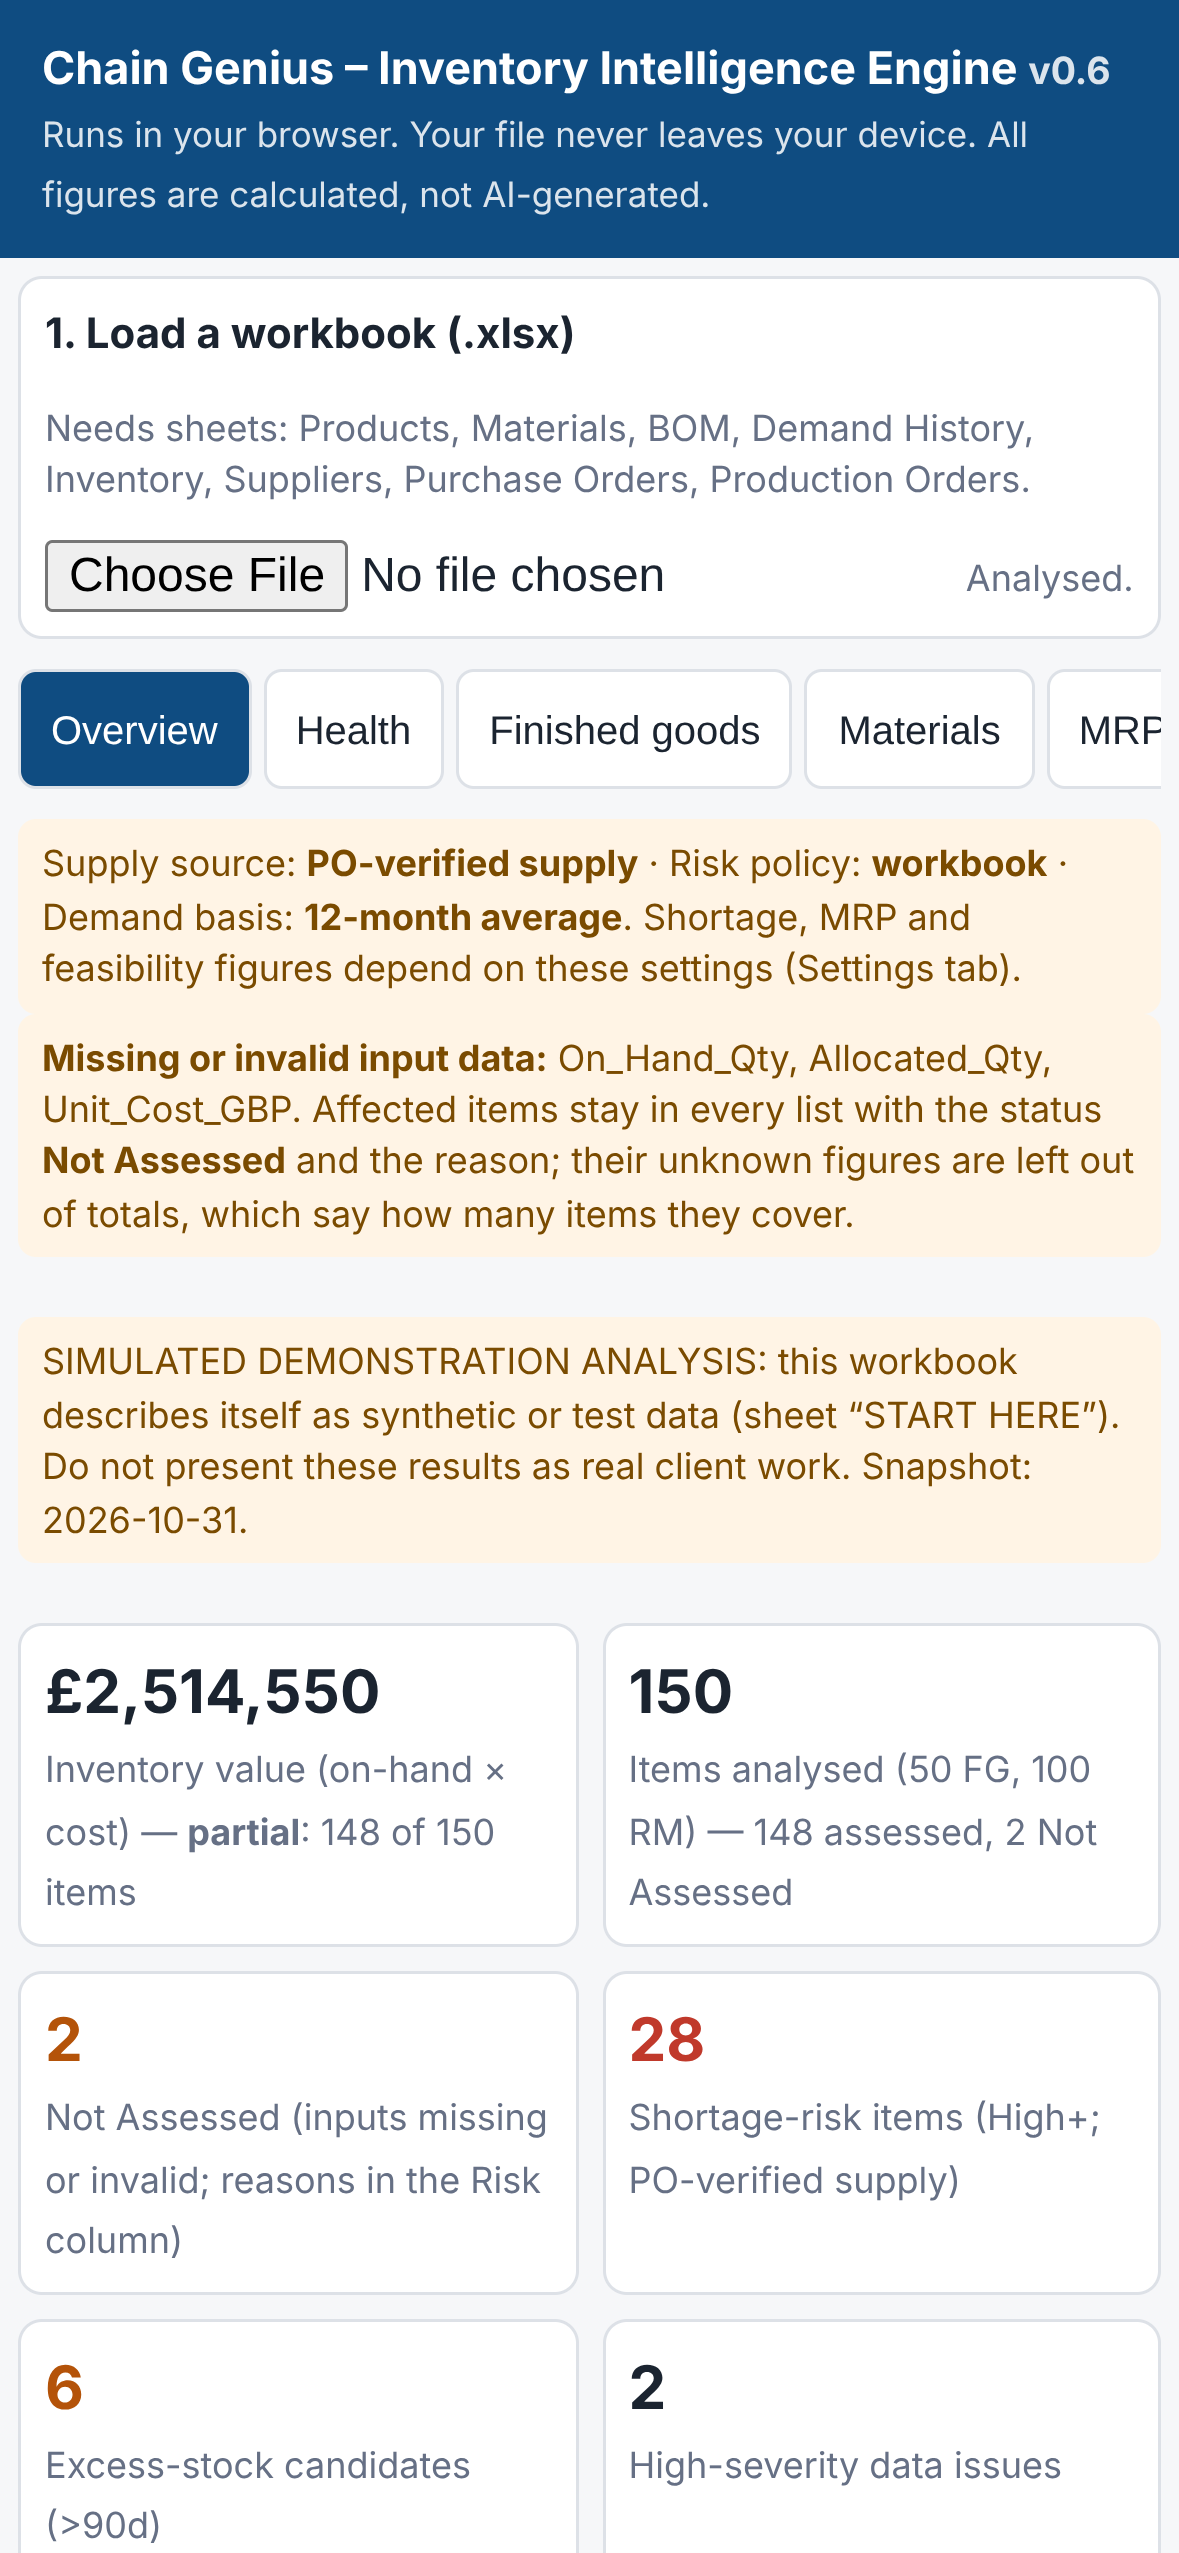 Chain Genius – Inventory Intelligence Engine v0.6
Runs in your browser. Your file never leaves your device. All
figures are calculated, not AI-generated.
1. Load a workbook (.xlsx)
Needs sheets: Products, Materials, BOM, Demand History,
Inventory, Suppliers, Purchase Orders, Production Orders.
Choose File No file chosen Analysed.
Overview Health Finished goods Materials MRP
Supply source: PO-verified supply · Risk policy: workbook ·
Demand basis: 12-month average. Shortage, MRP and
feasibility figures depend on these settings (Settings tab).
Missing or invalid input data: On_Hand_Qty, Allocated_Qty,
Unit_Cost_GBP. Affected items stay in every list with the status
Not Assessed and the reason; their unknown figures are left out
of totals, which say how many items they cover.
SIMULATED DEMONSTRATION ANALYSIS: this workbook
describes itself as synthetic or test data (sheet “START HERE”).
Do not present these results as real client work. Snapshot:
2026-10-31.
£2,514,550
Inventory value (on-hand ×
cost) — partial: 148 of 150
items
150
Items analysed (50 FG, 100
RM) — 148 assessed, 2 Not
Assessed
2
Not Assessed (inputs missing
or invalid; reasons in the Risk
column)
28
Shortage-risk items (High+;
PO-verified supply)
6
Excess-stock candidates
(>90d)
2
High-severity data issues